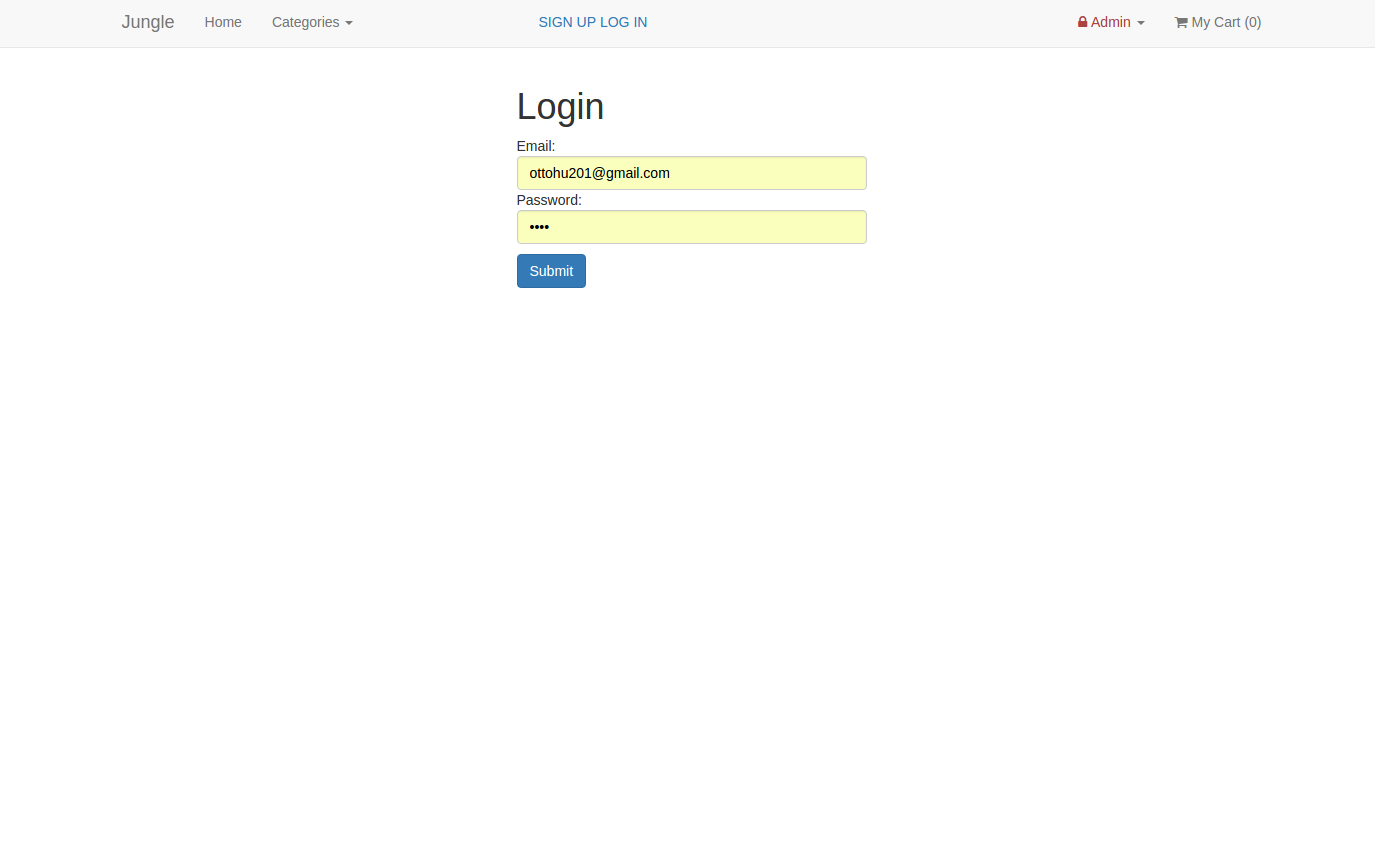 Jungle Home Categories SIGN UP LOG IN Admin My Cart (0)
Login
Email:
ottohu201@gmail.com
Password:
••••
Submit